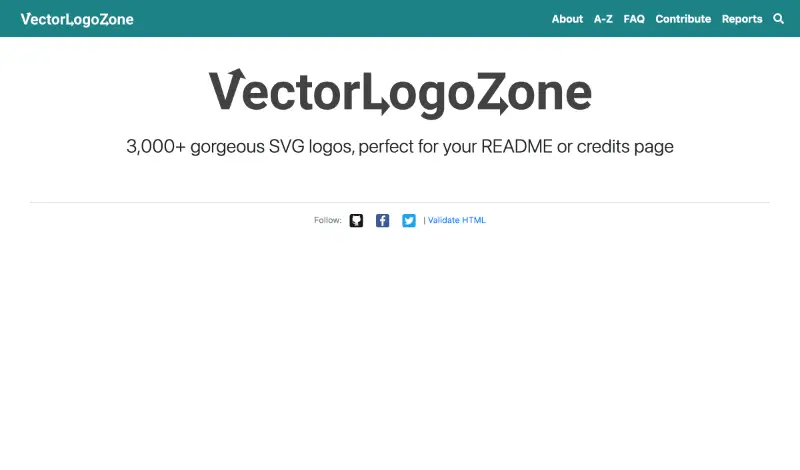 VectorLogoZone
About A-Z FAQ Contribute Reports
VectorLogoZone
3,000+ gorgeous SVG logos, perfect for your README or credits page
Follow: | Validate HTML